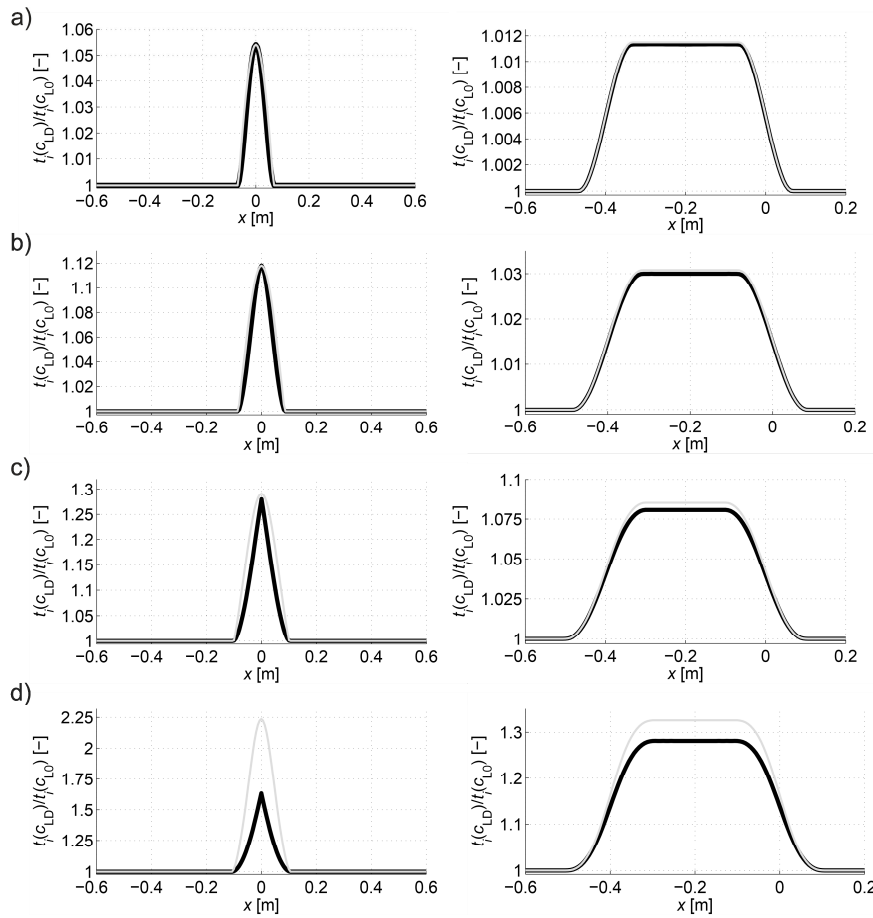 a)
1.06
1.05
1.04
1.03
1.02
1.01
1
−0.6 −0.4 −0.2 0 0.2 0.4 0.6
x [m]
t_i(c_LD)/t_i(c_L0) [−]
1.012
1.01
1.008
1.006
1.004
1.002
1
−0.6 −0.4 −0.2 0 0.2
x [m]
t_i(c_LD)/t_i(c_L0) [−]
b)
1.12
1.1
1.08
1.06
1.04
1.02
1
−0.6 −0.4 −0.2 0 0.2 0.4 0.6
x [m]
t_i(c_LD)/t_i(c_L0) [−]
1.03
1.02
1.01
1
−0.6 −0.4 −0.2 0 0.2
x [m]
t_i(c_LD)/t_i(c_L0) [−]
c)
1.3
1.25
1.2
1.15
1.1
1.05
1
−0.6 −0.4 −0.2 0 0.2 0.4 0.6
x [m]
t_i(c_LD)/t_i(c_L0) [−]
1.1
1.075
1.05
1.025
1
−0.6 −0.4 −0.2 0 0.2
x [m]
t_i(c_LD)/t_i(c_L0) [−]
d)
2.25
2
1.75
1.5
1.25
1
−0.6 −0.4 −0.2 0 0.2 0.4 0.6
x [m]
t_i(c_LD)/t_i(c_L0) [−]
1.3
1.2
1.1
1
−0.6 −0.4 −0.2 0 0.2
x [m]
t_i(c_LD)/t_i(c_L0) [−]